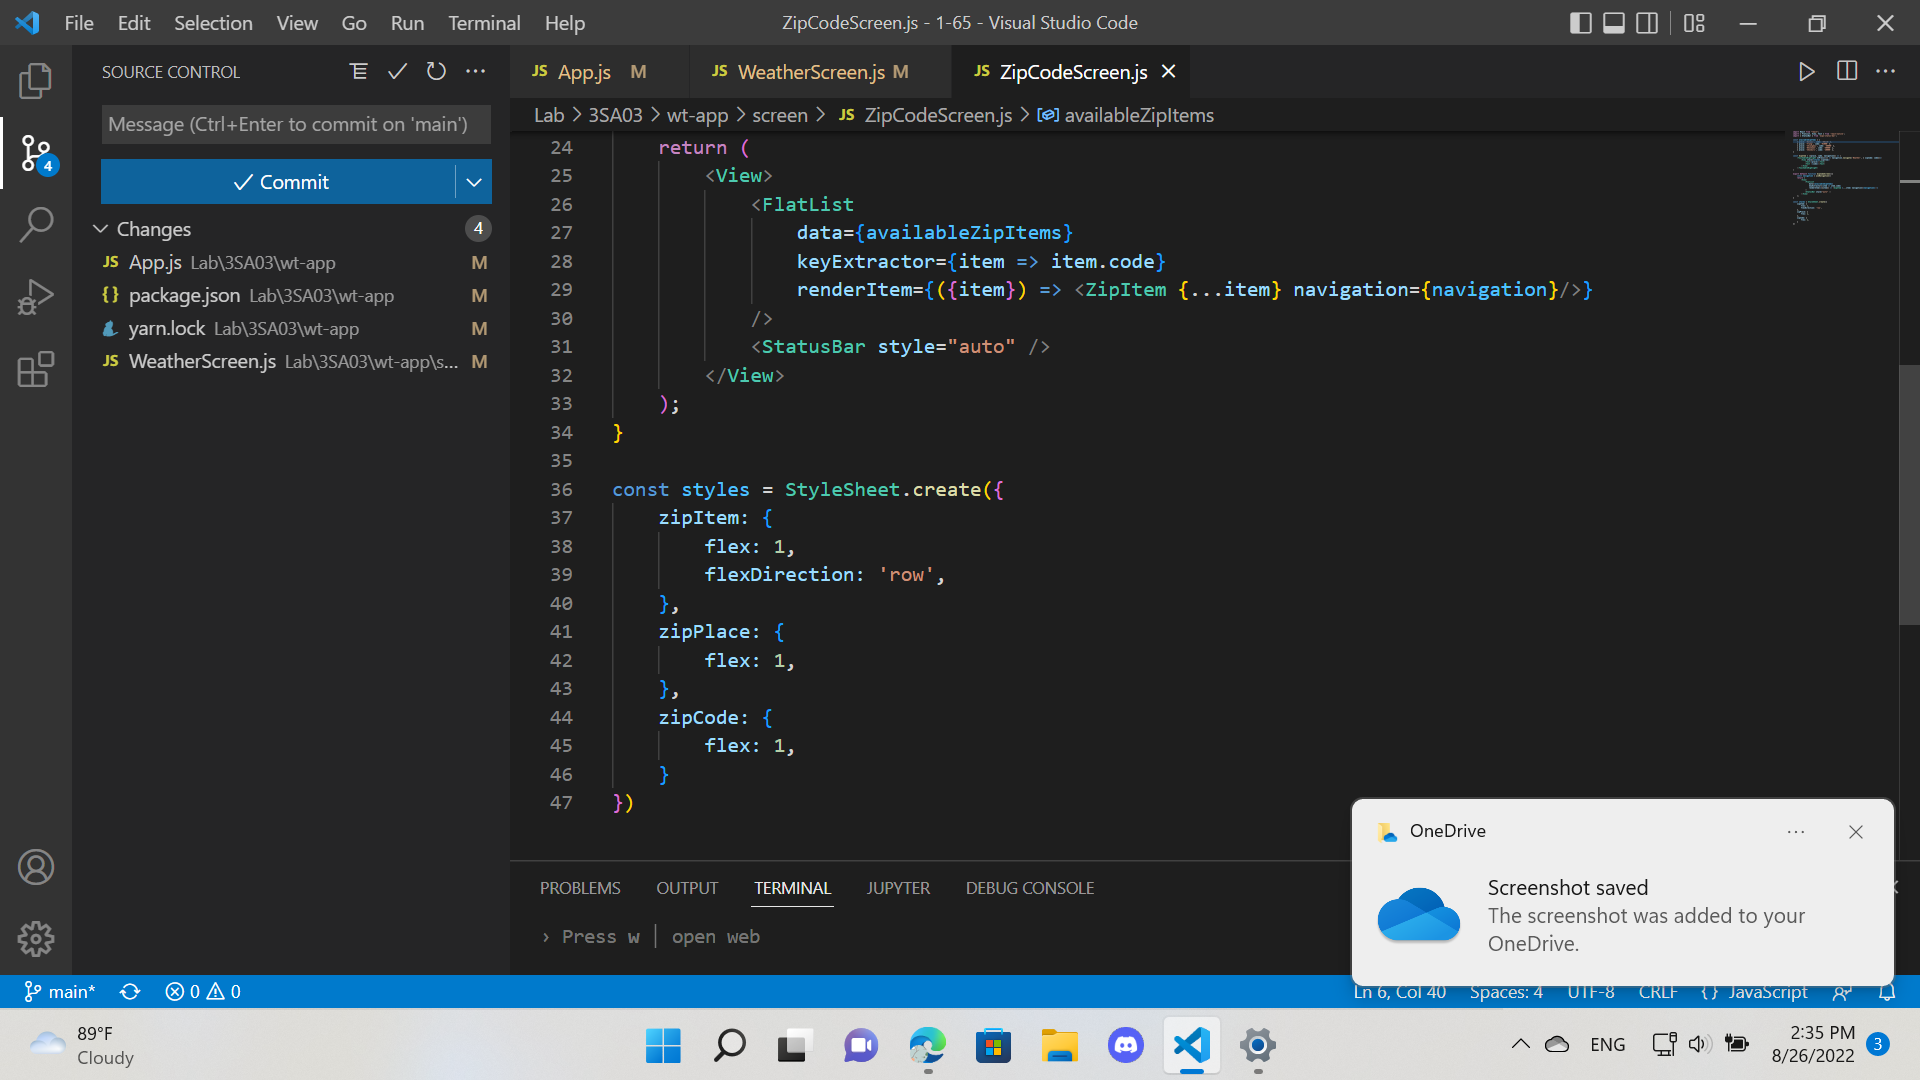 File Edit Selection View Go Run Terminal Help
ZipCodeScreen.js - 1-65 - Visual Studio Code
SOURCE CONTROL
Message (Ctrl+Enter to commit on 'main')
Commit
Changes 4
JS App.js Lab\3SA03\wt-app M
{} package.json Lab\3SA03\wt-app M
yarn.lock Lab\3SA03\wt-app M
JS WeatherScreen.js Lab\3SA03\wt-app\s... M
4
JS App.js M
JS WeatherScreen.js M
JS ZipCodeScreen.js
Lab > 3SA03 > wt-app > screen > JS ZipCodeScreen.js > availableZipItems
24 return (
25 <View>
26 <FlatList
27 data={availableZipItems}
28 keyExtractor={item => item.code}
29 renderItem={({item}) => <ZipItem {...item} navigation={navigation}/>}
30 />
31 <StatusBar style="auto" />
32 </View>
33 );
34 }
35
36 const styles = StyleSheet.create({
37 zipItem: {
38 flex: 1,
39 flexDirection: 'row',
40 },
41 zipPlace: {
42 flex: 1,
43 },
44 zipCode: {
45 flex: 1,
46 }
47 })
PROBLEMS OUTPUT TERMINAL JUPYTER DEBUG CONSOLE
› Press w │ open web
OneDrive
Screenshot saved
The screenshot was added to your
OneDrive.
main* 0 0
Ln 6, Col 40 Spaces: 4 UTF-8 CRLF {} JavaScript
89°F
Cloudy
ENG
2:35 PM
8/26/2022
3